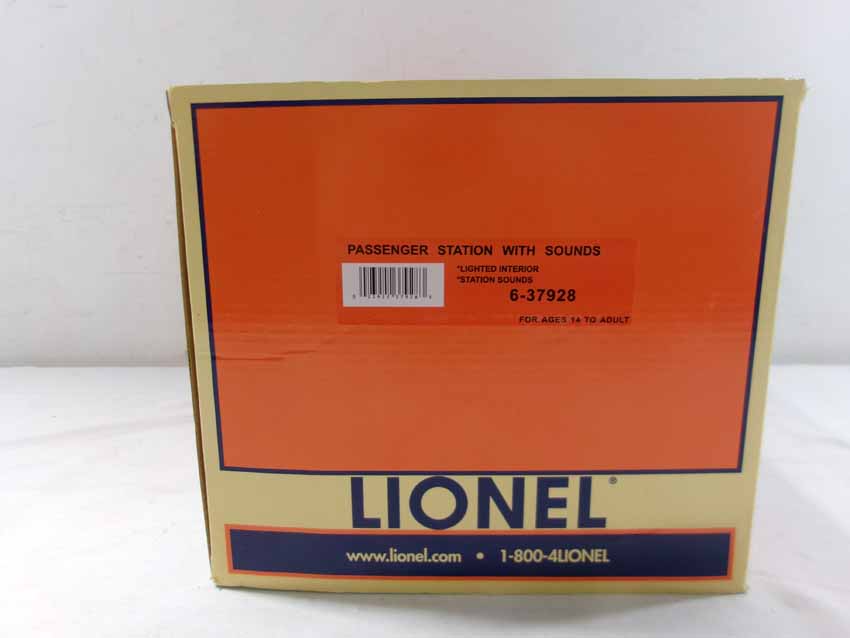 PASSENGER STATION WITH SOUNDS
*LIGHTED INTERIOR
*STATION SOUNDS
6-37928
FOR AGES 14 TO ADULT
LIONEL®
www.lionel.com • 1-800-4LIONEL